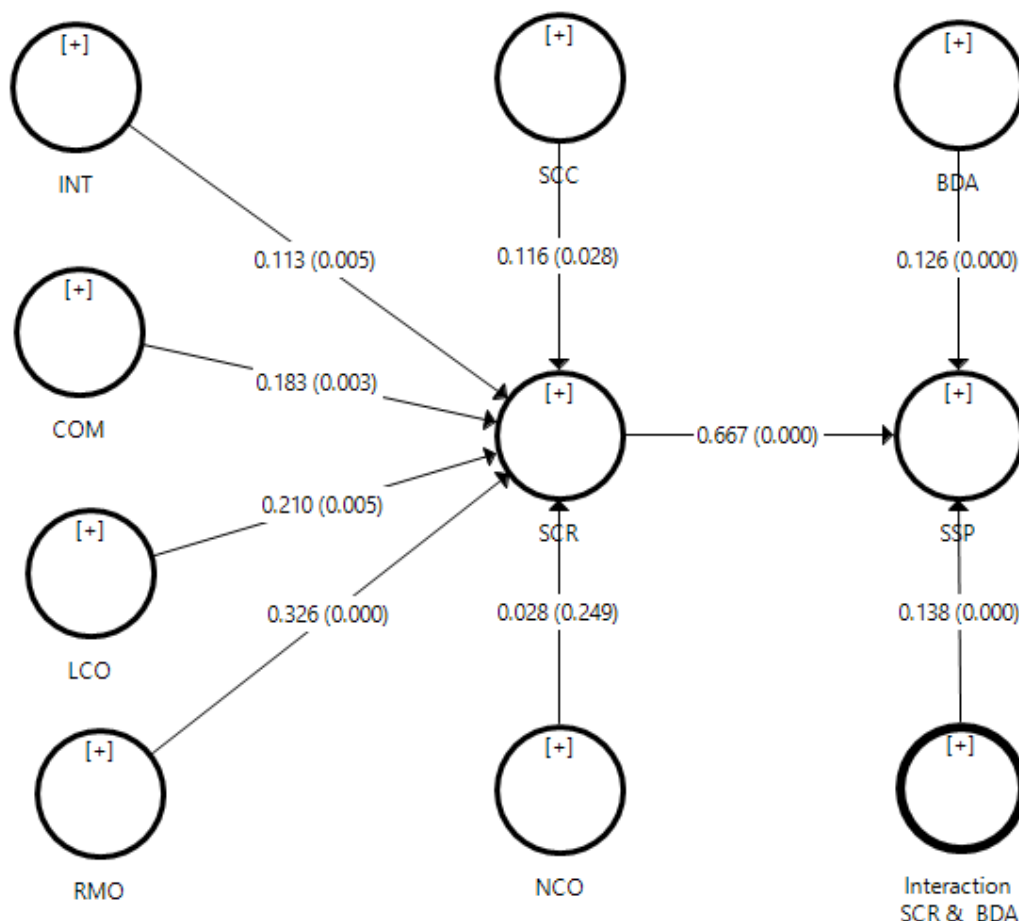 [+]
[+]
[+]
INT
SCC
BDA
0.113 (0.005)
0.116 (0.028)
0.126 (0.000)
[+]
COM
0.183 (0.003)
[+]
[+]
0.667 (0.000)
SCR
SSP
[+]
LCO
0.210 (0.005)
0.326 (0.000)
0.028 (0.249)
0.138 (0.000)
[+]
[+]
[+]
RMO
NCO
Interaction
SCR & BDA